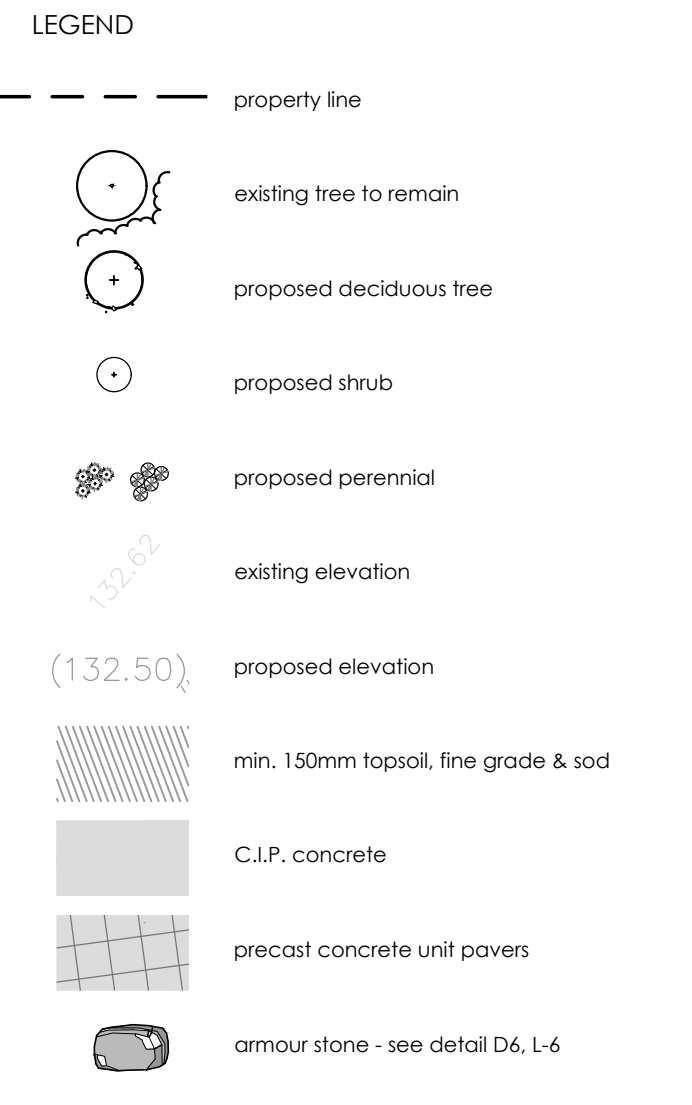 LEGEND
property line
existing tree to remain
proposed deciduous tree
proposed shrub
proposed perennial
132.62 existing elevation
(132.50) proposed elevation
min. 150mm topsoil, fine grade & sod
C.I.P. concrete
precast concrete unit pavers
armour stone - see detail D6, L-6